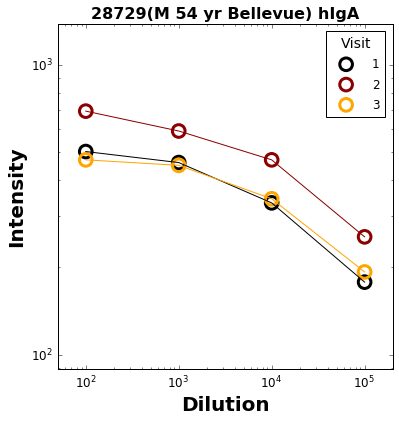 28729(M 54 yr Bellevue) hIgA
Visit
1
2
3
Intensity
10³
10²
10² 10³ 10⁴ 10⁵
Dilution